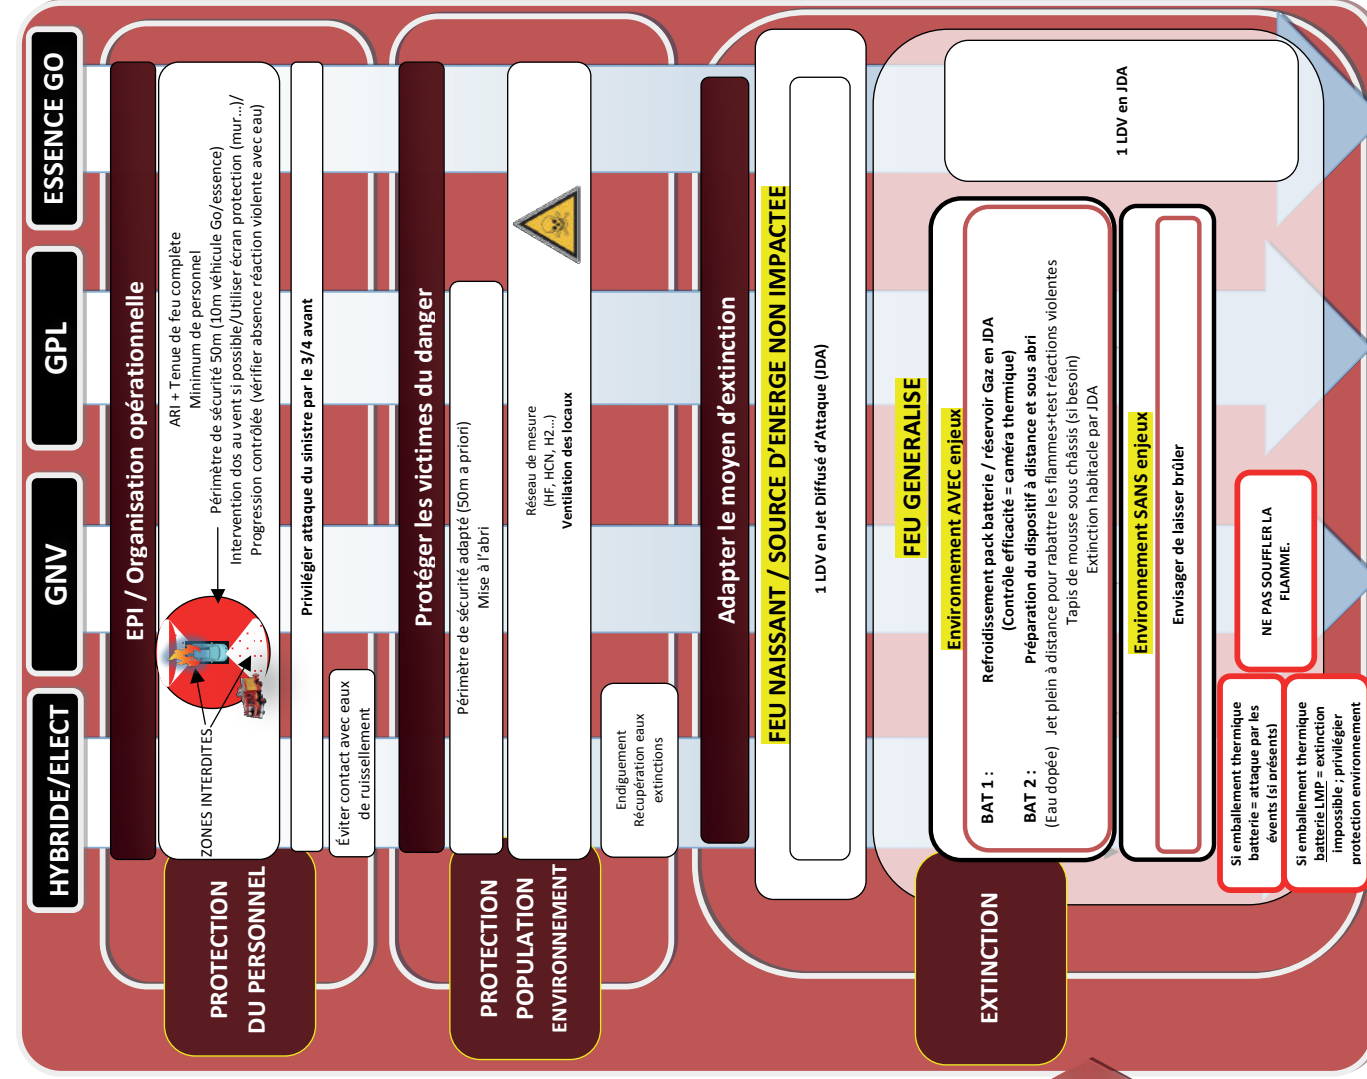 HYBRIDE/ELECT
GNV
GPL
ESSENCE GO
PROTECTION
DU PERSONNEL
EPI / Organisation opérationnelle
ARI + Tenue de feu complète
Minimum de personnel
Périmètre de sécurité 50m (10m véhicule Go/essence)
Intervention dos au vent si possible/Utiliser écran protection (mur…)/
Progression contrôlée (vérifier absence réaction violente avec eau)
ZONES INTERDITES
Privilégier attaque du sinistre par le 3/4 avant
Éviter contact avec eaux
de ruissellement
PROTECTION
POPULATION
ENVIRONNEMENT
Protéger les victimes du danger
Périmètre de sécurité adapté (50m a priori)
Mise à l'abri
Réseau de mesure
(HF, HCN, H2…)
Ventilation des locaux
Endiguement
Récupération eaux
extinctions
EXTINCTION
Adapter le moyen d'extinction
FEU NAISSANT / SOURCE D'ENERGE NON IMPACTEE
1 LDV en Jet Diffusé d'Attaque (JDA)
FEU GENERALISE
Environnement AVEC enjeux
BAT 1 : Refroidissement pack batterie / réservoir Gaz en JDA
(Contrôle efficacité = caméra thermique)
BAT 2 : Préparation du dispositif à distance et sous abri
(Eau dopée) Jet plein à distance pour rabattre les flammes+test réactions violentes
Tapis de mousse sous châssis (si besoin)
Extinction habitacle par JDA
1 LDV en JDA
Environnement SANS enjeux
Envisager de laisser brûler
Si emballement thermique
batterie = attaque par les
évents (si présents)
Si emballement thermique
batterie LMP = extinction
impossible ; privilégier
protection environnement
NE PAS SOUFFLER LA
FLAMME.